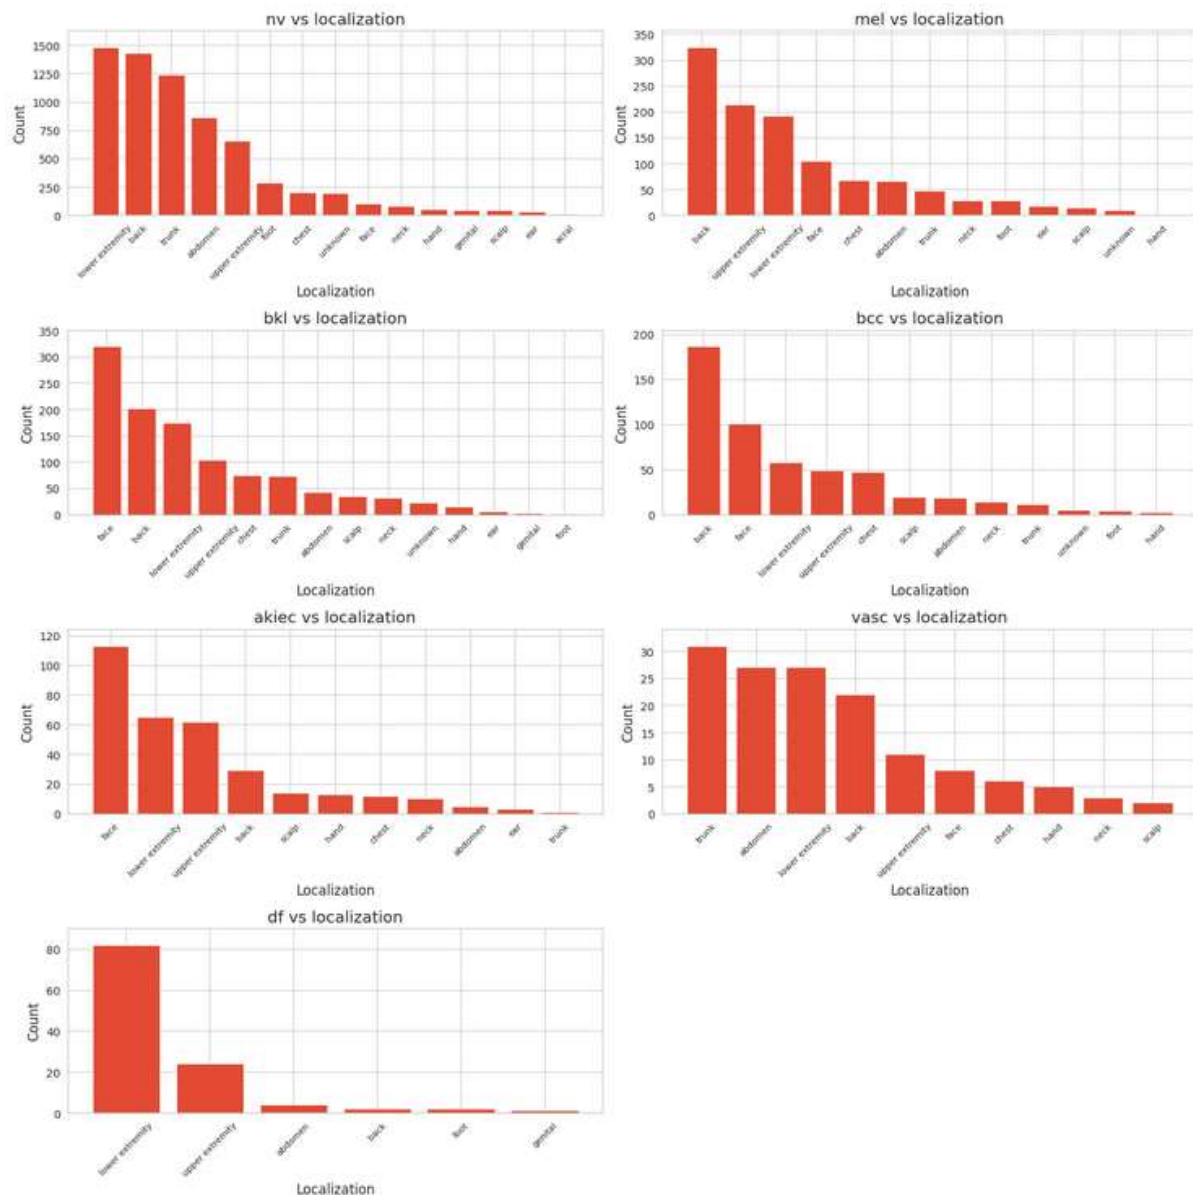 nv vs localization
1500
1250
1000
750
500
250
0
Count
lower extremity back trunk abdomen upper extremity foot chest unknown face neck hand genital scalp ear acral
Localization
mel vs localization
350
300
250
200
150
100
50
0
Count
back upper extremity lower extremity face chest abdomen trunk neck foot ear scalp unknown hand
Localization
bkl vs localization
350
300
250
200
150
100
50
0
Count
face back lower extremity upper extremity chest trunk abdomen scalp neck unknown hand ear genital foot
Localization
bcc vs localization
200
150
100
50
0
Count
back face lower extremity upper extremity chest scalp abdomen neck trunk unknown foot hand
Localization
akiec vs localization
120
100
80
60
40
20
0
Count
face lower extremity upper extremity back scalp hand chest neck abdomen ear trunk
Localization
vasc vs localization
30
25
20
15
10
5
0
Count
trunk abdomen lower extremity back upper extremity face chest hand neck scalp
Localization
df vs localization
80
60
40
20
0
Count
lower extremity upper extremity abdomen back foot genital
Localization